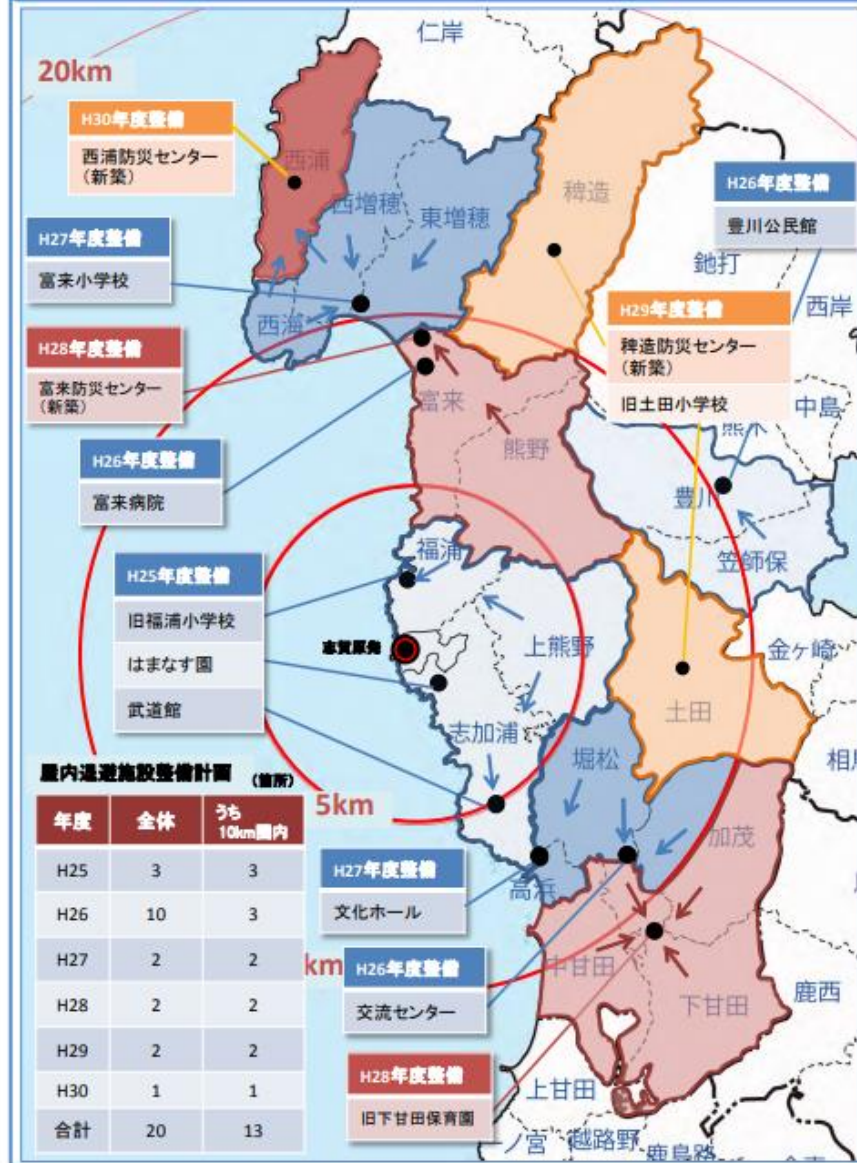 仁岸
20km
H30年度整備
西浦防災センター
(新築)
西浦
稗造
西増穂
東増穂
H26年度整備
豊川公民館
H27年度整備
富来小学校
鉈打
西岸
西海
H29年度整備
稗造防災センター
(新築)
旧土田小学校
H28年度整備
富来防災センター
(新築)
富来
中島
熊木
熊野
H26年度整備
富来病院
豊川
笠師保
福浦
H25年度整備
旧福浦小学校
はまなす園
武道館
志賀原発
上熊野
金ヶ崎
土田
志加浦
堀松
屋内退避施設整備計画 (箇所)
年度 全体 うち
10km圏内
H25 3 3
H26 10 3
H27 2 2
H28 2 2
H29 2 2
H30 1 1
合計 20 13
5km
加茂
H27年度整備
文化ホール
高浜
km
H26年度整備
交流センター
中甘田
下甘田
鹿西
H28年度整備
旧下甘田保育園
上甘田
ノ宮
越路野
鹿島路